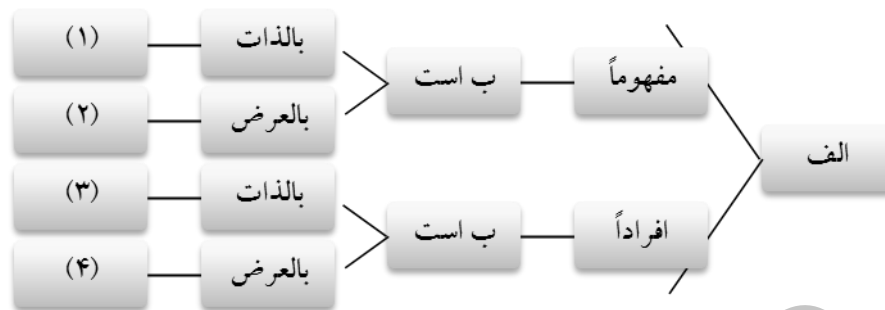 الف
مفهوماً
ب است
بالذات
(۱)
بالعرض
(۲)
افراداً
ب است
بالذات
(۳)
بالعرض
(۴)